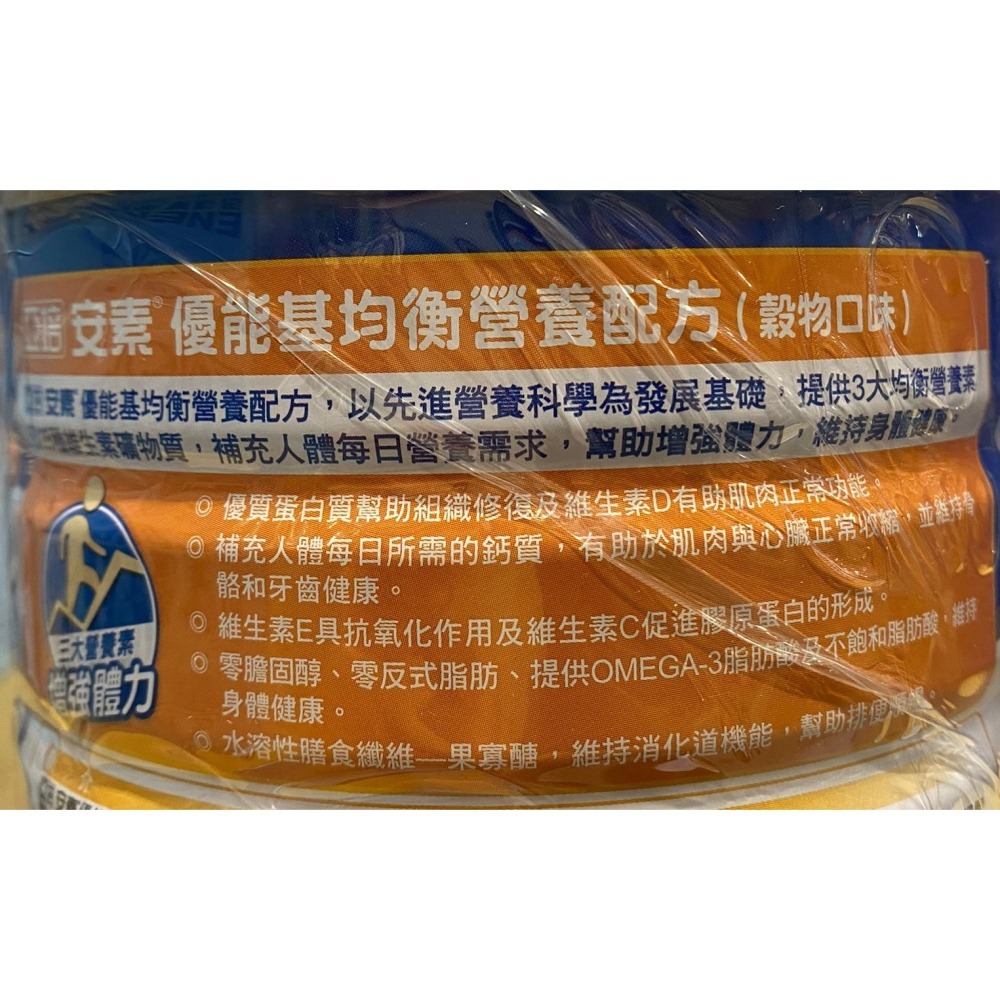 亞培 安素® 優能基均衡營養配方（穀物口味）
安素 優能基均衡營養配方，以先進營養科學為發展基礎，提供3大均衡營養素
維生素礦物質，補充人體每日營養需求，幫助增強體力，維持身體健康。
◎ 優質蛋白質幫助組織修復及維生素D有助肌肉正常功能。
◎ 補充人體每日所需的鈣質，有助於肌肉與心臟正常收縮，並維持骨
骼和牙齒健康。
◎ 維生素E具抗氧化作用及維生素C促進膠原蛋白的形成。
◎ 零膽固醇、零反式脂肪、提供OMEGA-3脂肪酸及不飽和脂肪酸，維持
身體健康。
◎ 水溶性膳食纖維—果寡醣，維持消化道機能，幫助排便順暢。
三大營養素
增強體力